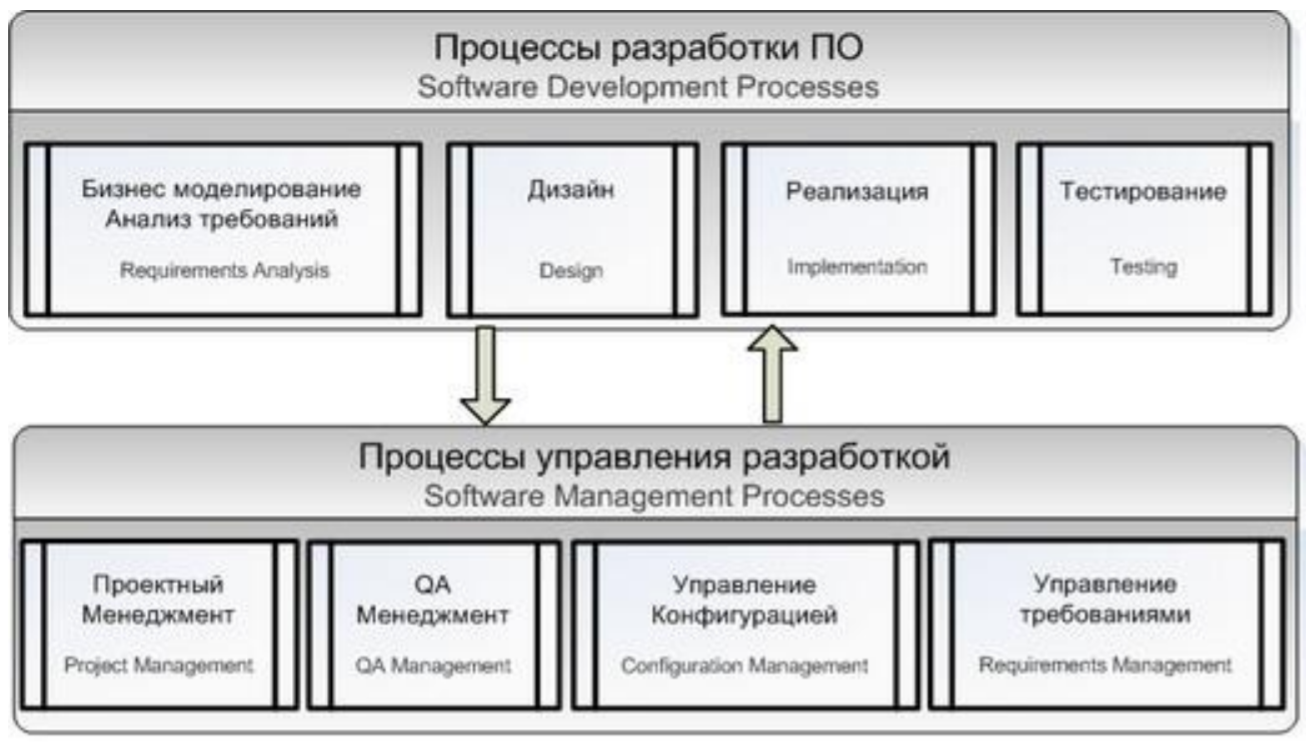 Процессы разработки ПО
Software Development Processes
Бизнес моделирование
Анализ требований
Requirements Analysis
Дизайн
Design
Реализация
Implementation
Тестирование
Testing
Процессы управления разработкой
Software Management Processes
Проектный
Менеджмент
Project Management
QA
Менеджмент
QA Management
Управление
Конфигурацией
Configuration Management
Управление
требованиями
Requirements Management